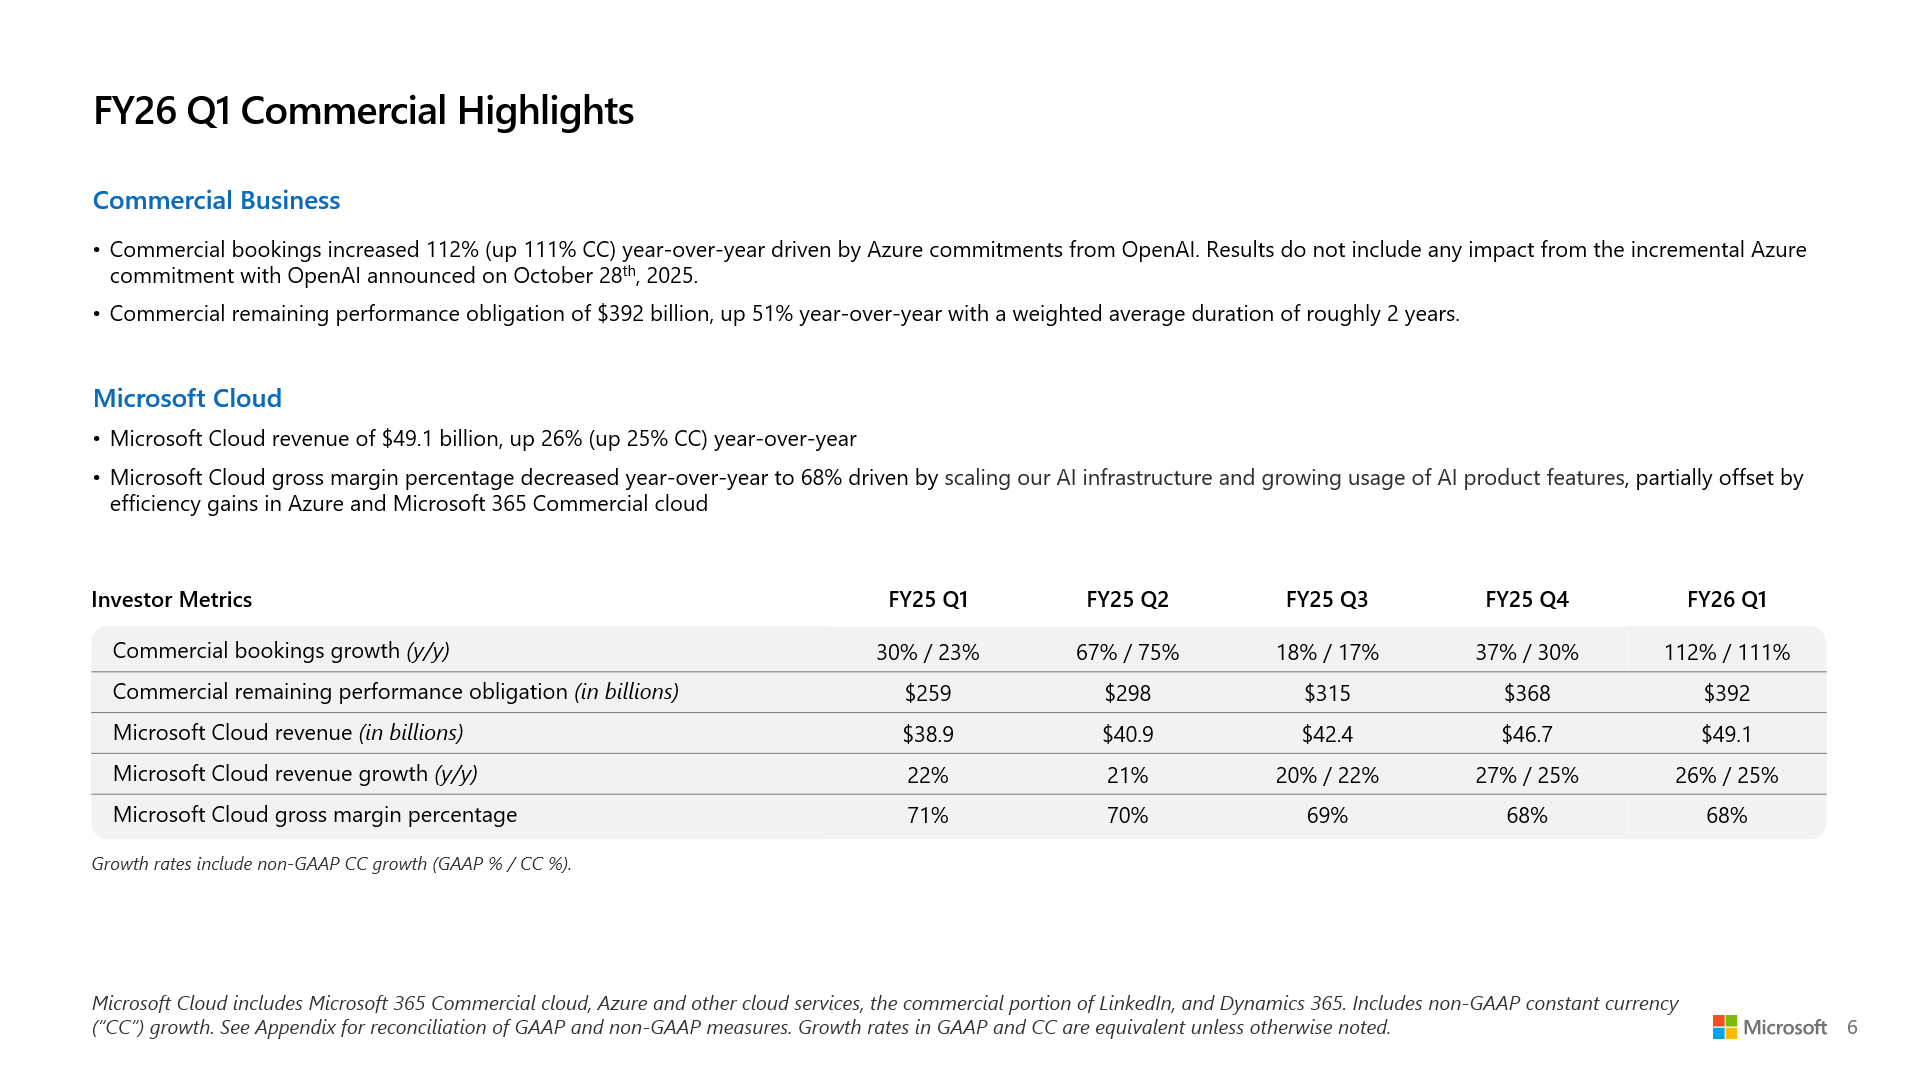 FY26 Q1 Commercial Highlights
Commercial Business
• Commercial bookings increased 112% (up 111% CC) year-over-year driven by Azure commitments from OpenAI. Results do not include any impact from the incremental Azure
commitment with OpenAI announced on October 28th, 2025.
• Commercial remaining performance obligation of $392 billion, up 51% year-over-year with a weighted average duration of roughly 2 years.
Microsoft Cloud
• Microsoft Cloud revenue of $49.1 billion, up 26% (up 25% CC) year-over-year
• Microsoft Cloud gross margin percentage decreased year-over-year to 68% driven by scaling our AI infrastructure and growing usage of AI product features, partially offset by
efficiency gains in Azure and Microsoft 365 Commercial cloud
Investor Metrics FY25 Q1 FY25 Q2 FY25 Q3 FY25 Q4 FY26 Q1
Commercial bookings growth (y/y) 30% / 23% 67% / 75% 18% / 17% 37% / 30% 112% / 111%
Commercial remaining performance obligation (in billions) $259 $298 $315 $368 $392
Microsoft Cloud revenue (in billions) $38.9 $40.9 $42.4 $46.7 $49.1
Microsoft Cloud revenue growth (y/y) 22% 21% 20% / 22% 27% / 25% 26% / 25%
Microsoft Cloud gross margin percentage 71% 70% 69% 68% 68%
Growth rates include non-GAAP CC growth (GAAP % / CC %).
Microsoft Cloud includes Microsoft 365 Commercial cloud, Azure and other cloud services, the commercial portion of LinkedIn, and Dynamics 365. Includes non-GAAP constant currency
(“CC”) growth. See Appendix for reconciliation of GAAP and non-GAAP measures. Growth rates in GAAP and CC are equivalent unless otherwise noted.
Microsoft 6